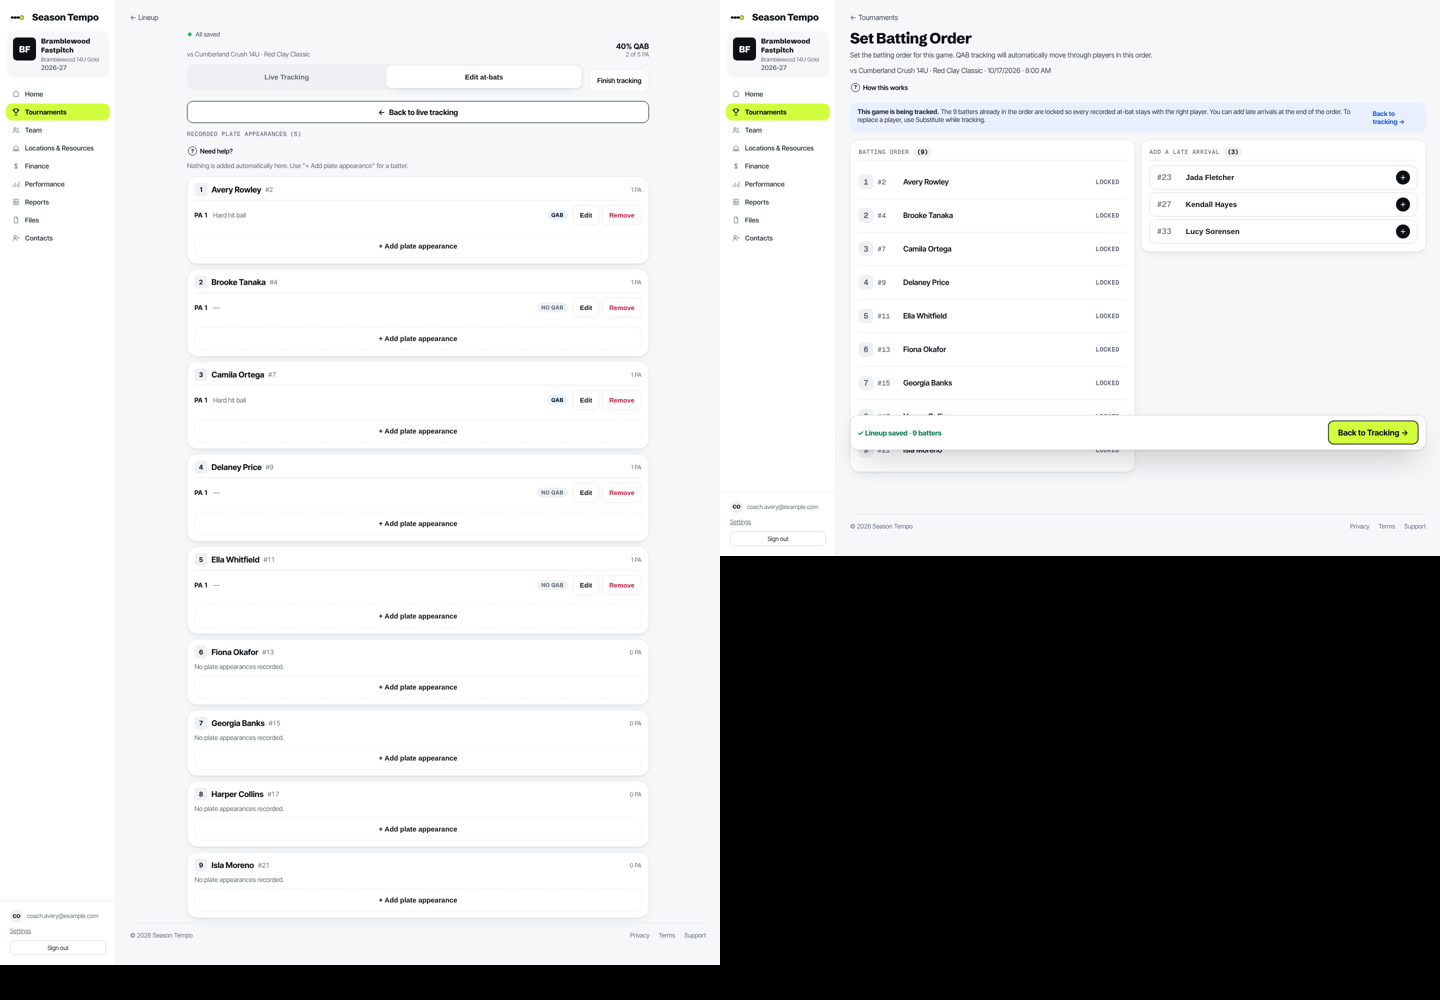 Season Tempo
BF
Bramblewood
Fastpitch
Bramblewood 14U Gold
2026-27
Home
Tournaments
Team
Locations & Resources
Finance
Performance
Reports
Files
Contacts
CO
coach.avery@example.com
Settings
Sign out
← Lineup
All saved
vs Cumberland Crush 14U · Red Clay Classic
40% QAB
2 of 5 PA
Live Tracking
Edit at-bats
Finish tracking
← Back to live tracking
RECORDED PLATE APPEARANCES (5)
? Need help?
Nothing is added automatically here. Use "+ Add plate appearance" for a batter.
1 Avery Rowley #2 1 PA
PA 1 Hard hit ball QAB Edit Remove
+ Add plate appearance
2 Brooke Tanaka #4 1 PA
PA 1 — NO QAB Edit Remove
+ Add plate appearance
3 Camila Ortega #7 1 PA
PA 1 Hard hit ball QAB Edit Remove
+ Add plate appearance
4 Delaney Price #9 1 PA
PA 1 — NO QAB Edit Remove
+ Add plate appearance
5 Ella Whitfield #11 1 PA
PA 1 — NO QAB Edit Remove
+ Add plate appearance
6 Fiona Okafor #13 0 PA
No plate appearances recorded.
+ Add plate appearance
7 Georgia Banks #15 0 PA
No plate appearances recorded.
+ Add plate appearance
8 Harper Collins #17 0 PA
No plate appearances recorded.
+ Add plate appearance
9 Isla Moreno #21 0 PA
No plate appearances recorded.
+ Add plate appearance
© 2026 Season Tempo
Privacy Terms Support
Season Tempo
BF
Bramblewood
Fastpitch
Bramblewood 14U Gold
2026-27
Home
Tournaments
Team
Locations & Resources
Finance
Performance
Reports
Files
Contacts
CO
coach.avery@example.com
Settings
Sign out
← Tournaments
Set Batting Order
Set the batting order for this game. QAB tracking will automatically move through players in this order.
vs Cumberland Crush 14U · Red Clay Classic · 10/17/2026 · 8:00 AM
? How this works
This game is being tracked. The 9 batters already in the order are locked so every recorded at-bat stays with the right player. You can add late arrivals at the end of the order. To
replace a player, use Substitute while tracking.
Back to
tracking →
BATTING ORDER (9)
1 #2 Avery Rowley LOCKED
2 #4 Brooke Tanaka LOCKED
3 #7 Camila Ortega LOCKED
4 #9 Delaney Price LOCKED
5 #11 Ella Whitfield LOCKED
6 #13 Fiona Okafor LOCKED
7 #15 Georgia Banks LOCKED
✓ Lineup saved · 9 batters
Back to Tracking →
9 #21 Isla Moreno LOCKED
ADD A LATE ARRIVAL (3)
#23 Jada Fletcher +
#27 Kendall Hayes +
#33 Lucy Sorensen +
© 2026 Season Tempo
Privacy Terms Support